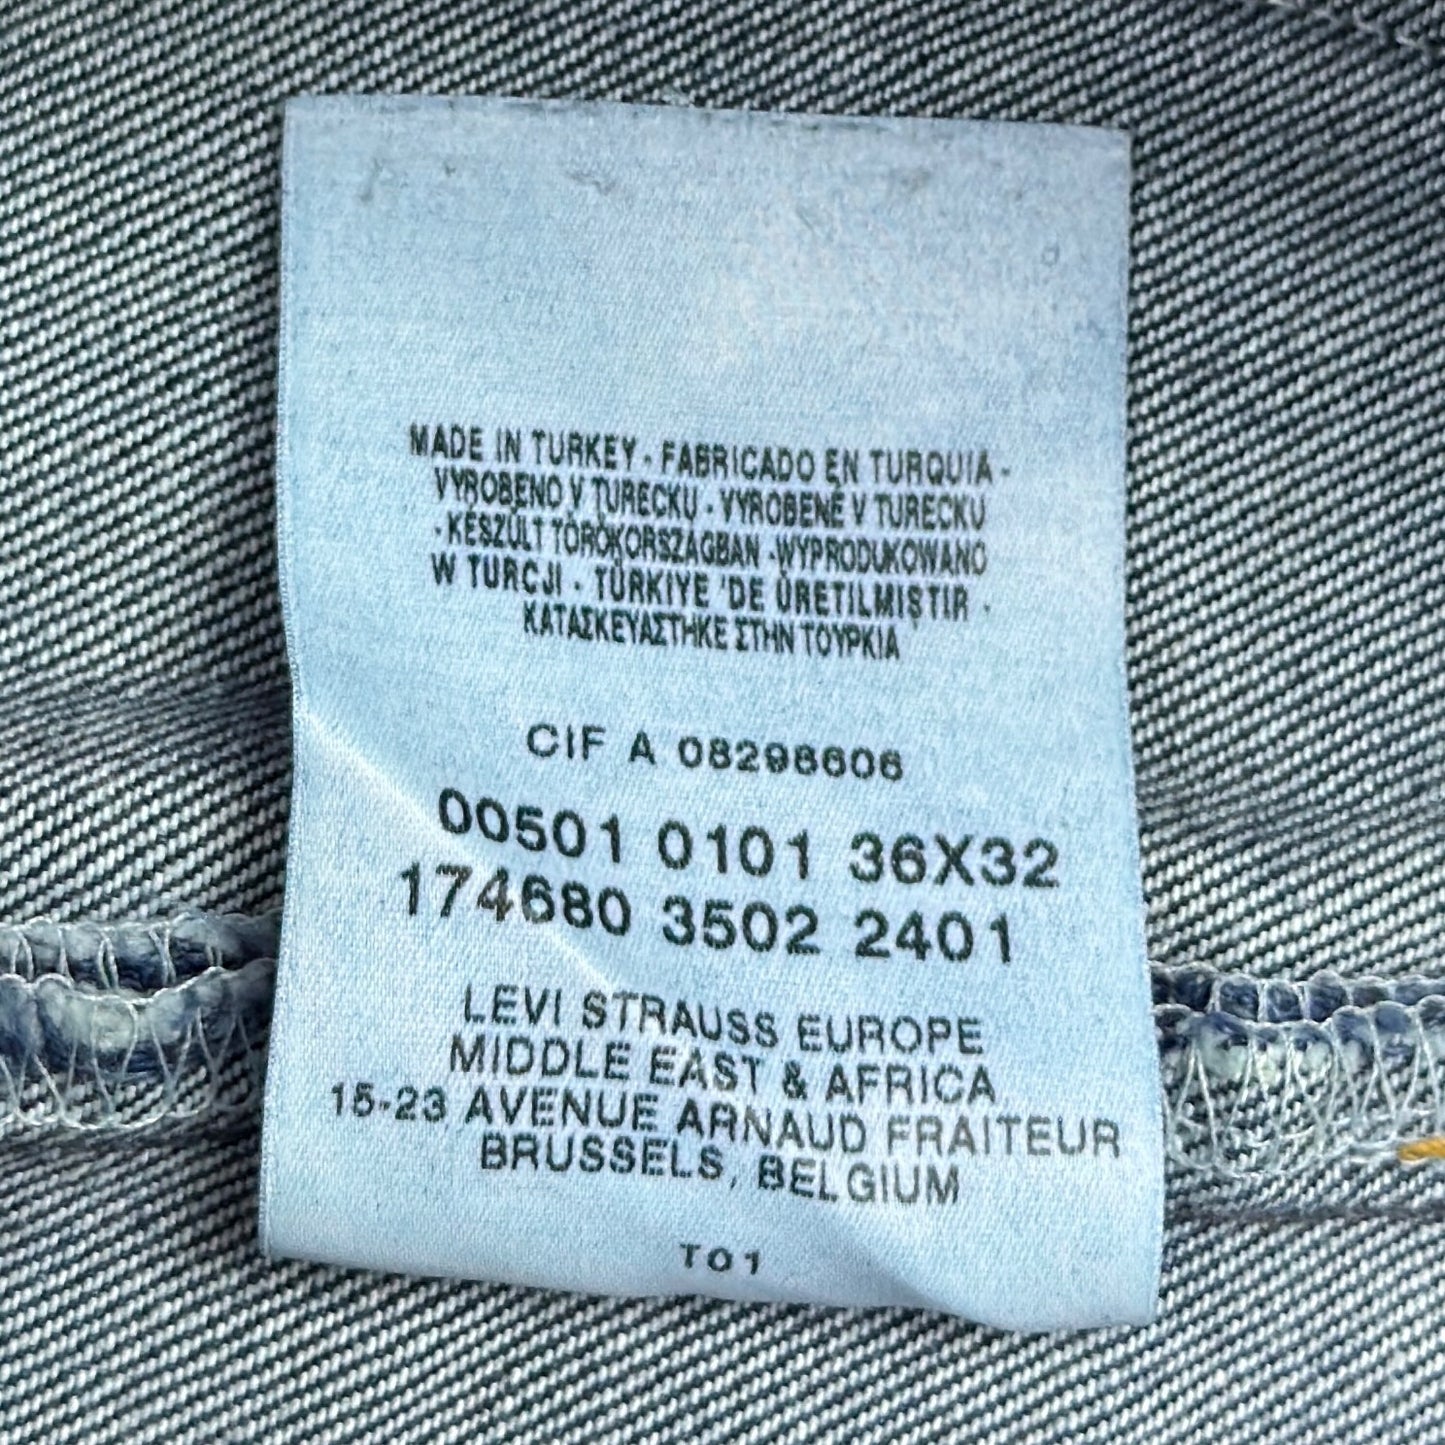 MADE IN TURKEY - FABRICADO EN TURQUIA -
VYROBENO V TURECKU - VYROBENÉ V TURECKU
- KÉSZÜLT TÖRÖKORSZÁGBAN - WYPRODUKOWANO
W TURCJI - TÜRKIYE 'DE ÜRETILMIŞTIR -
ΚΑΤΑΣΚΕΥΑΣΤΗΚΕ ΣΤΗΝ ΤΟΥΡΚΙΑ
CIF A 08298606
00501 0101 36X32
174680 3502 2401
LEVI STRAUSS EUROPE
MIDDLE EAST & AFRICA
15-23 AVENUE ARNAUD FRAITEUR
BRUSSELS, BELGIUM
T01